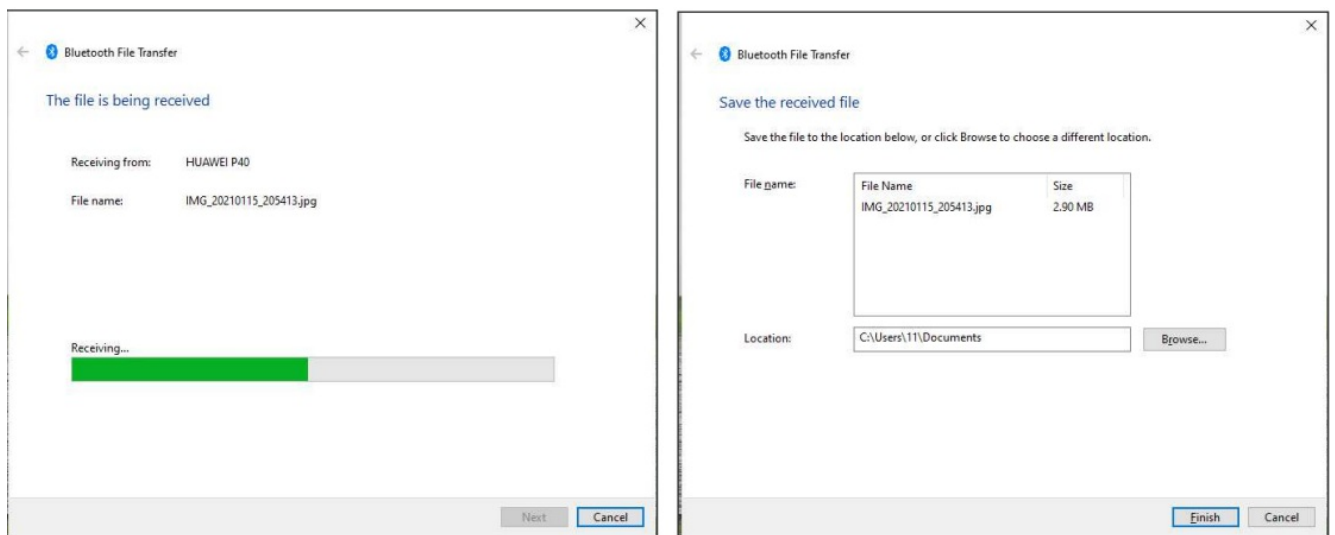 Bluetooth File Transfer
The file is being received
Receiving from: HUAWEI P40
File name: IMG_20210115_205413.jpg
Receiving...
Next Cancel
Bluetooth File Transfer
Save the received file
Save the file to the location below, or click Browse to choose a different location.
File name: File Name Size
IMG_20210115_205413.jpg 2.90 MB
Location: C:\Users\11\Documents Browse...
Finish Cancel